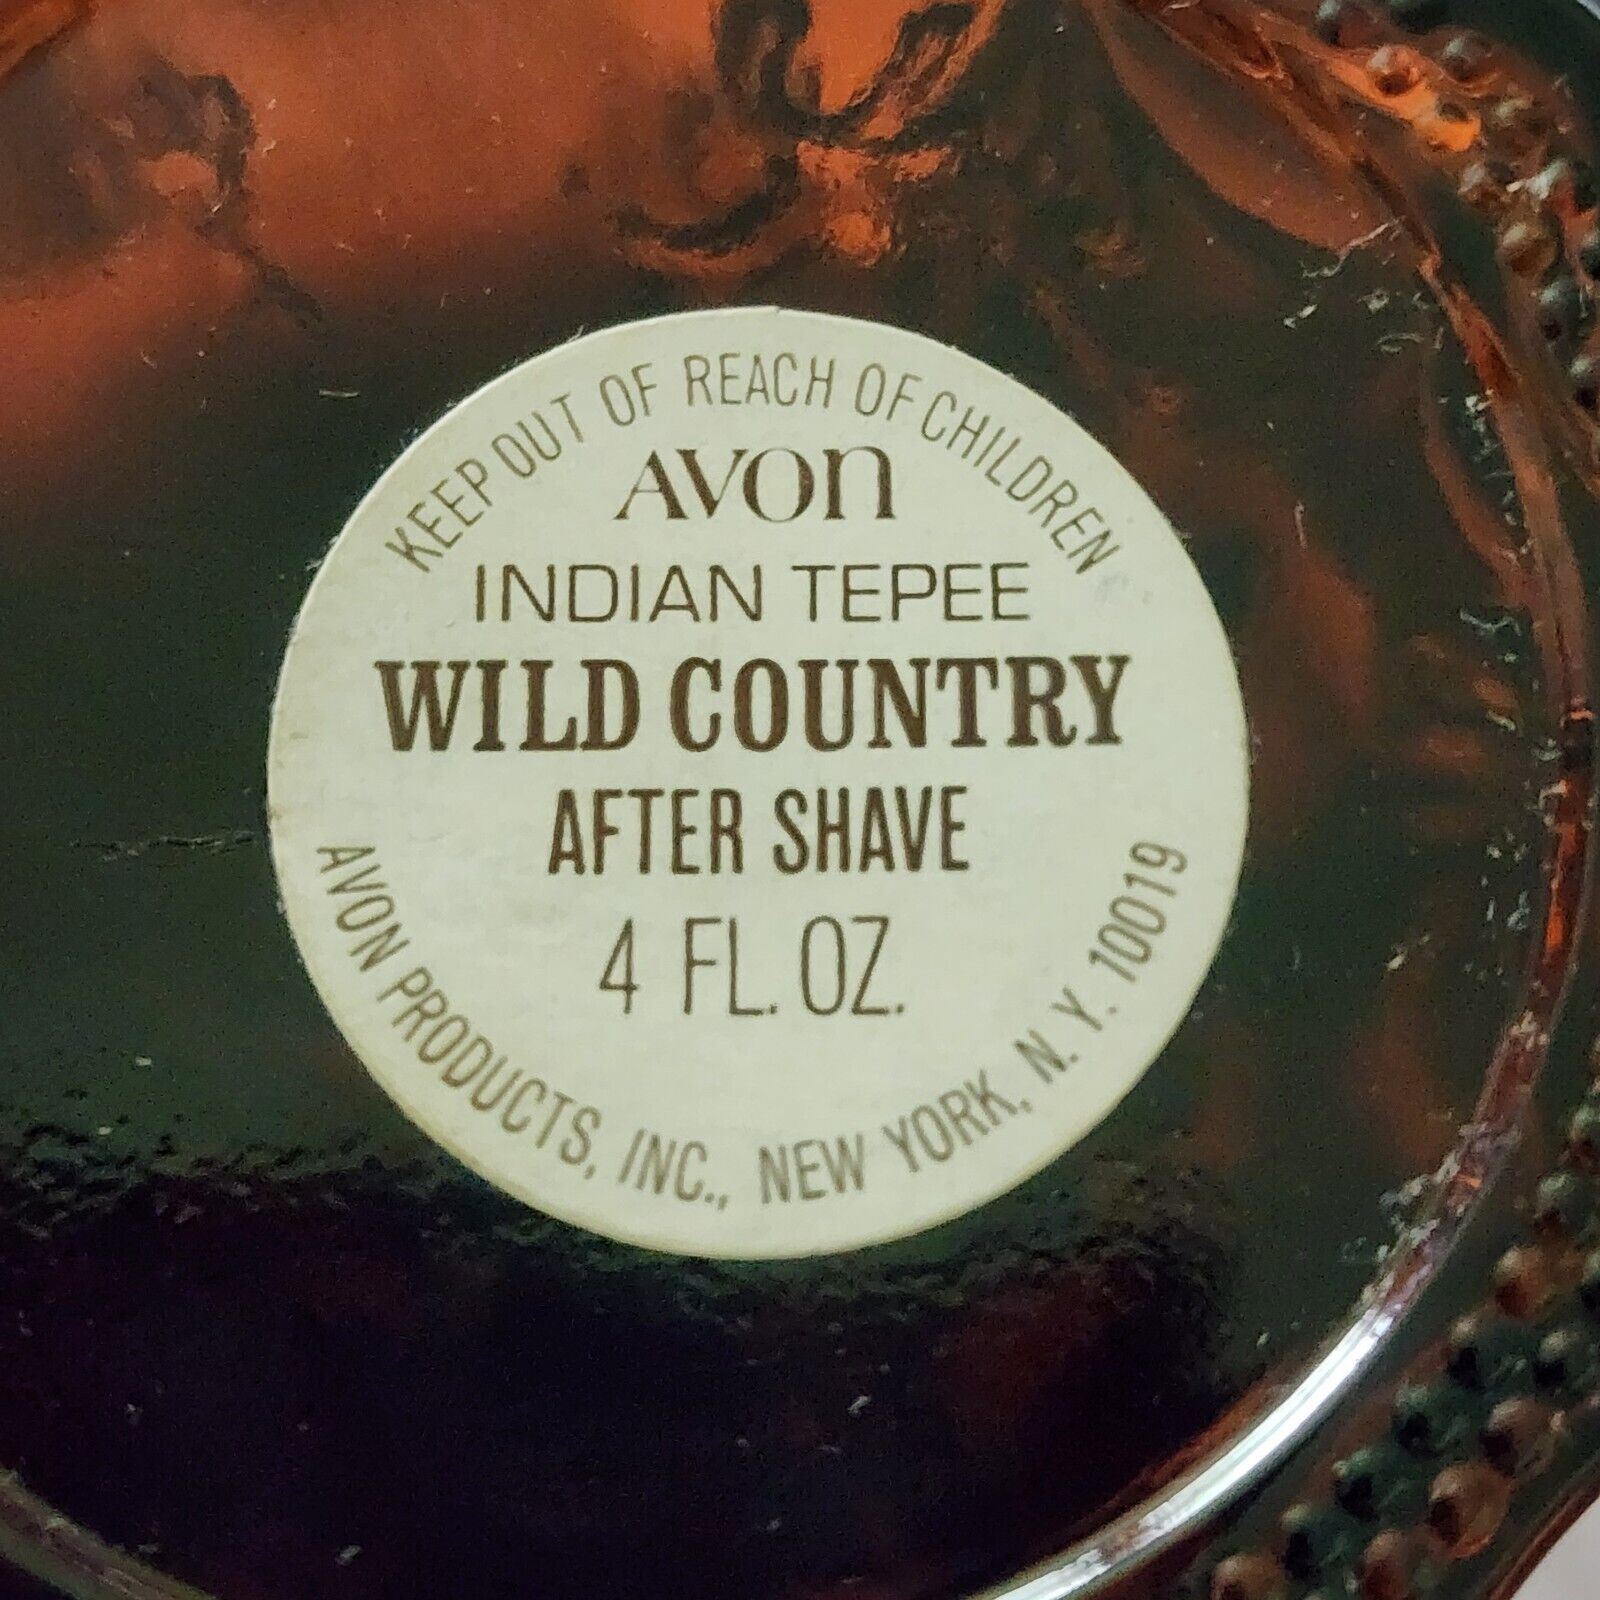 KEEP OUT OF REACH OF CHILDREN
AVON
INDIAN TEPEE
WILD COUNTRY
AFTER SHAVE
4 FL. OZ.
AVON PRODUCTS, INC., NEW YORK, N. Y. 10019